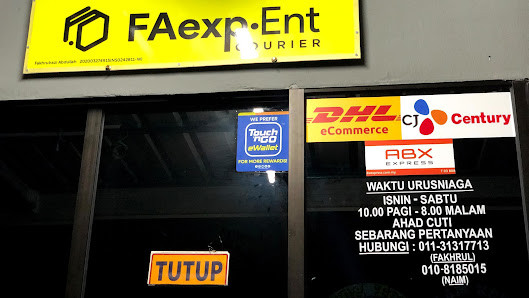 FAexp.Ent
COURIER
WE PREFER
Touch
nGO
eWallet
FOR MORE REWARDS!
DHL
eCommerce
CJ Century
ABX
EXPRESS
WAKTU URUSNIAGA
ISNIN - SABTU
10.00 PAGI - 8.00 MALAM
AHAD CUTI
SEBARANG PERTANYAAN
HUBUNGI : 011-31317713
(FAKHRUL)
010-8185015
(NAIM)
TUTUP